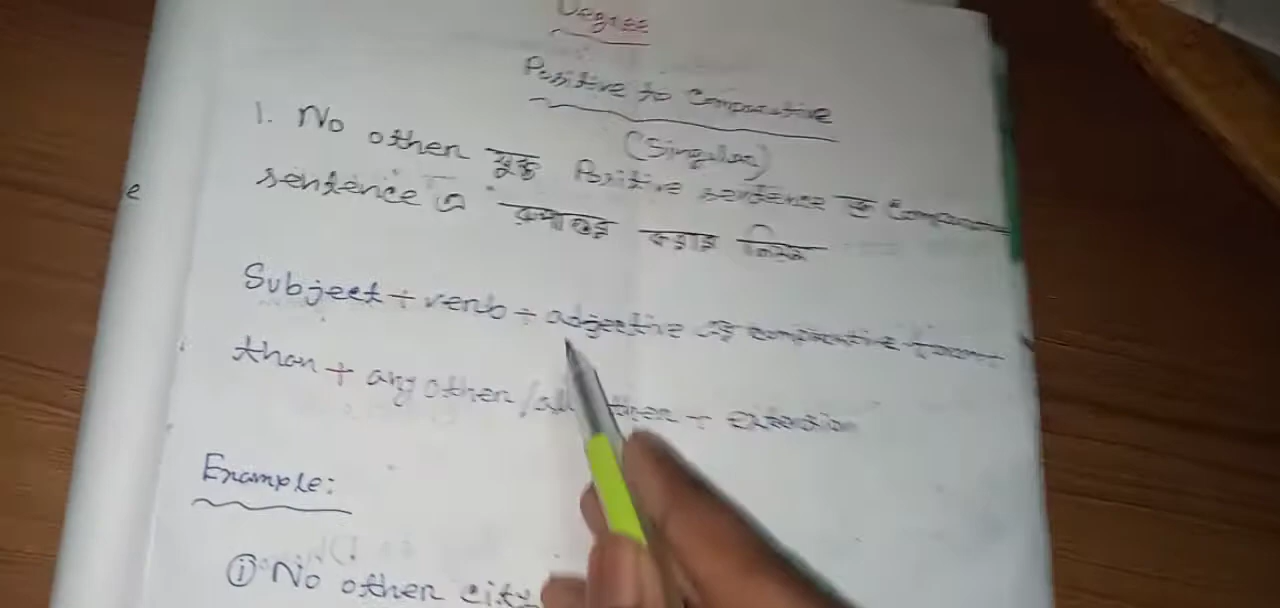 Degree
Positive to Comparative
(Singular)
1. No other যুক্ত Positive sentence কে Comparative
sentence এ রূপান্তর করার নিয়ম
Subject + verb + adjective এর comparative form +
than + any other / all other + extention
Example:
① No other city
e